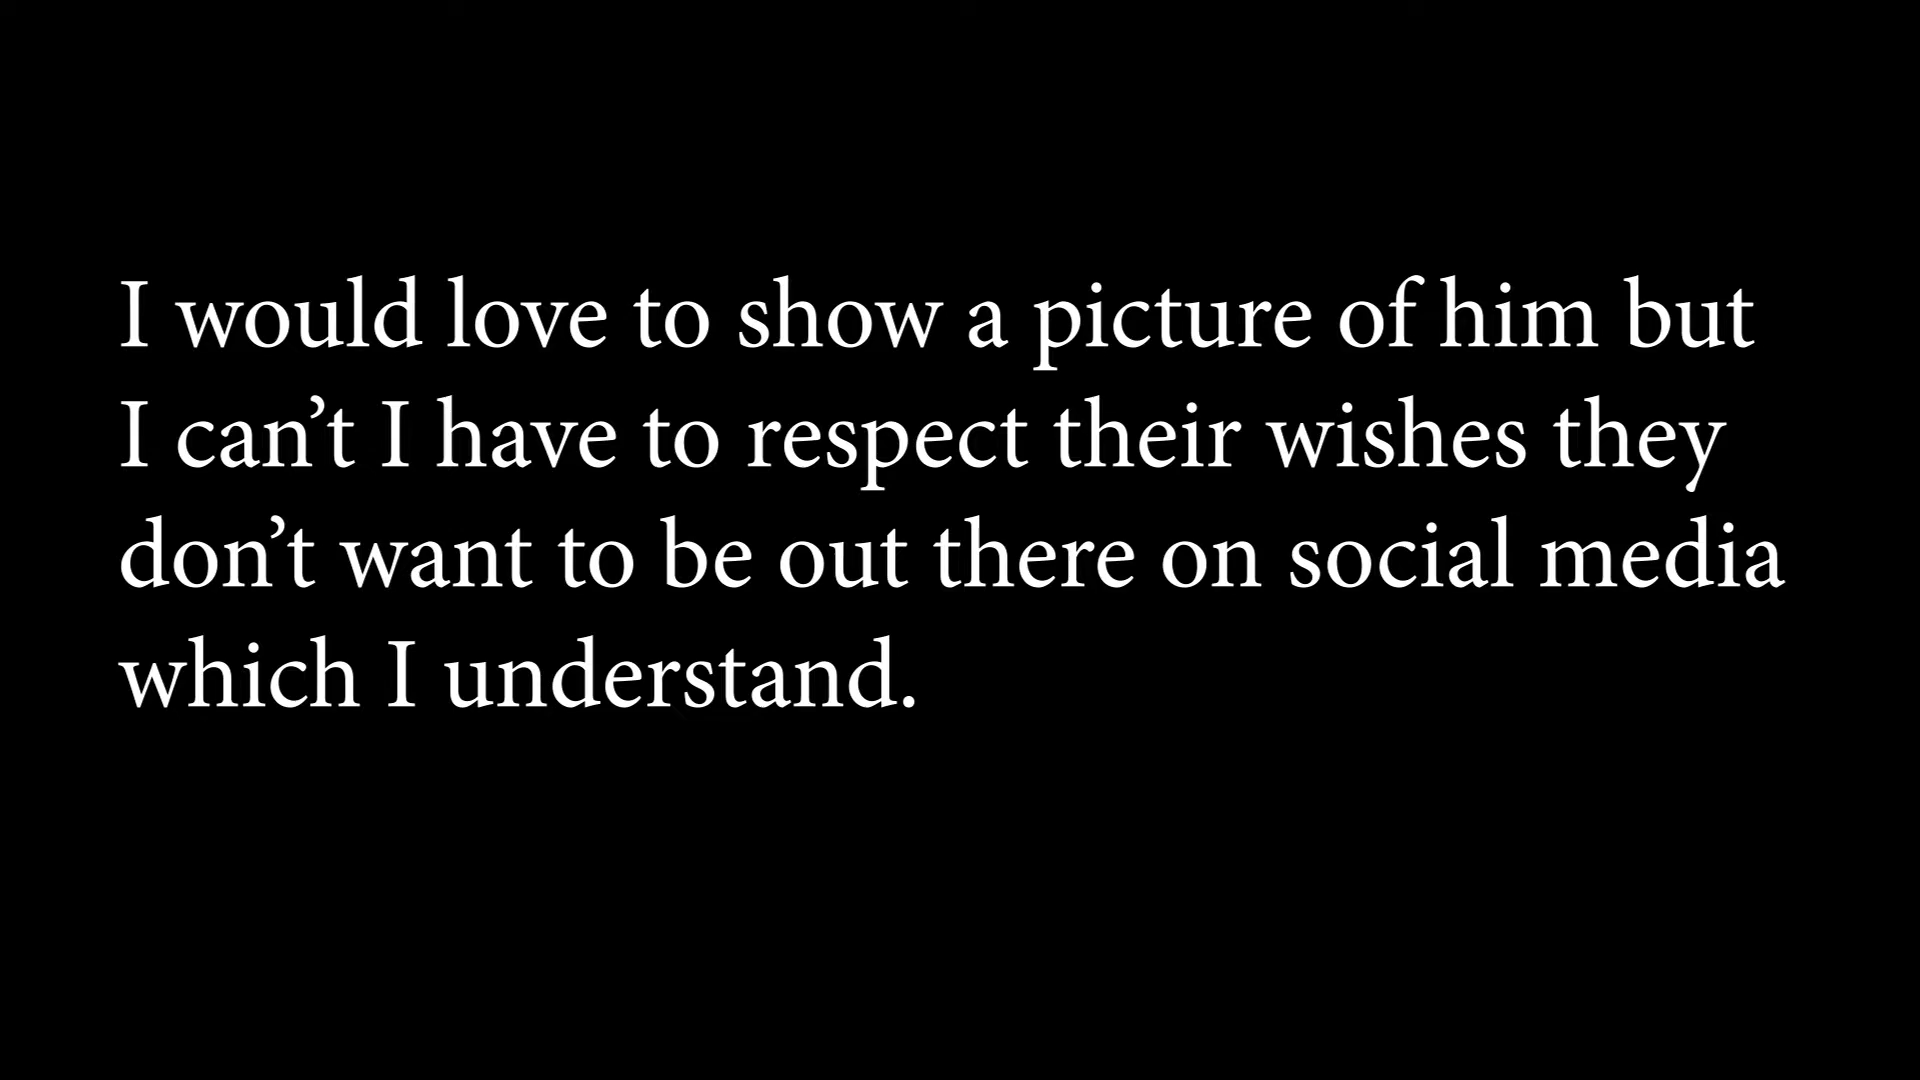 I would love to show a picture of him but
I can’t I have to respect their wishes they
don’t want to be out there on social media
which I understand.